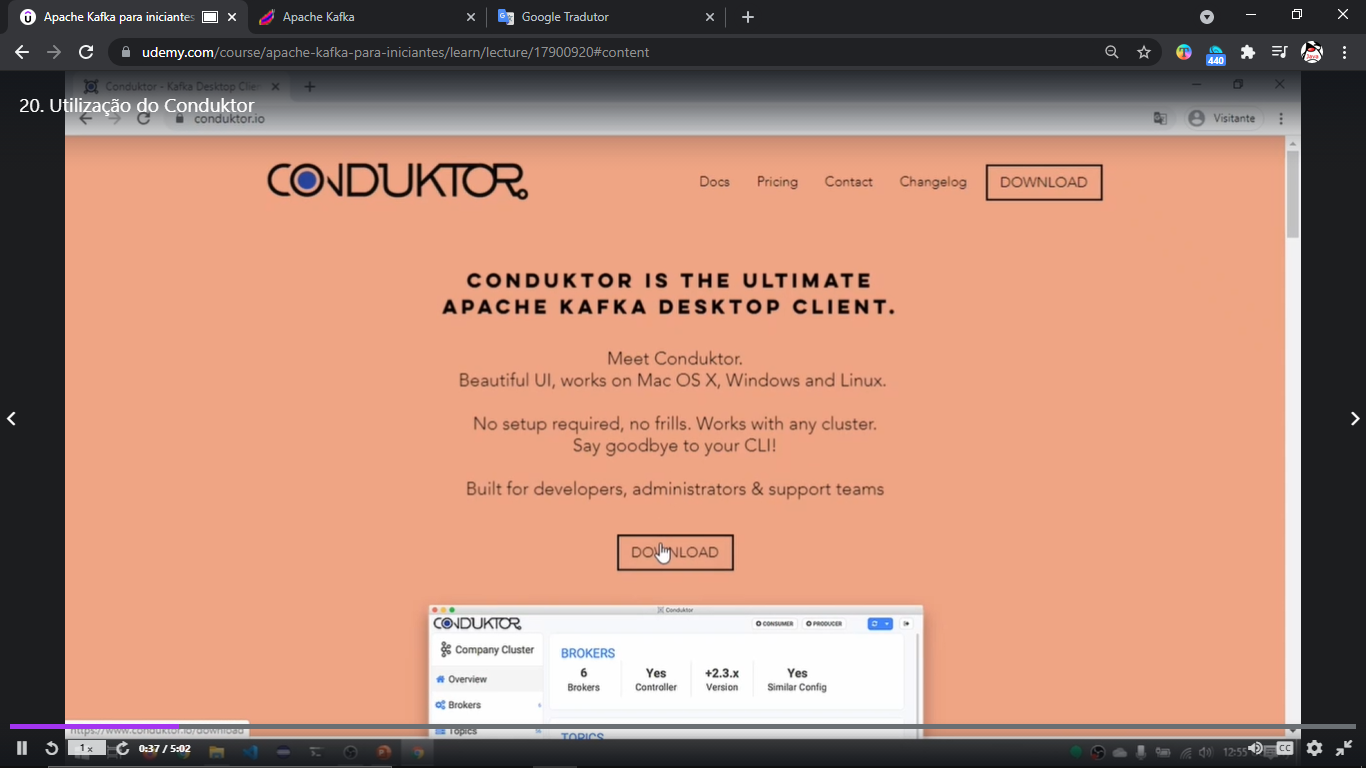 Apache Kafka para iniciantes
Apache Kafka
Google Tradutor
udemy.com/course/apache-kafka-para-iniciantes/learn/lecture/17900920#content
440
Conduktor - Kafka Desktop Clie
20. Utilização do Conduktor
conduktor.io
Visitante
CONDUKTOR
Docs
Pricing
Contact
Changelog
DOWNLOAD
CONDUKTOR IS THE ULTIMATE
APACHE KAFKA DESKTOP CLIENT.
Meet Conduktor.
Beautiful UI, works on Mac OS X, Windows and Linux.
No setup required, no frills. Works with any cluster.
Say goodbye to your CLI!
Built for developers, administrators & support teams
DOWNLOAD
Conduktor
CONDUKTOR
CONSUMER
PRODUCER
Company Cluster
BROKERS
6
Yes
+2.3.x
Yes
Brokers
Controller
Version
Similar Config
Overview
Brokers
Topics
TOPICS
https://www.conduktor.io/download
1 x
0:37 / 5:02
12:55
CC